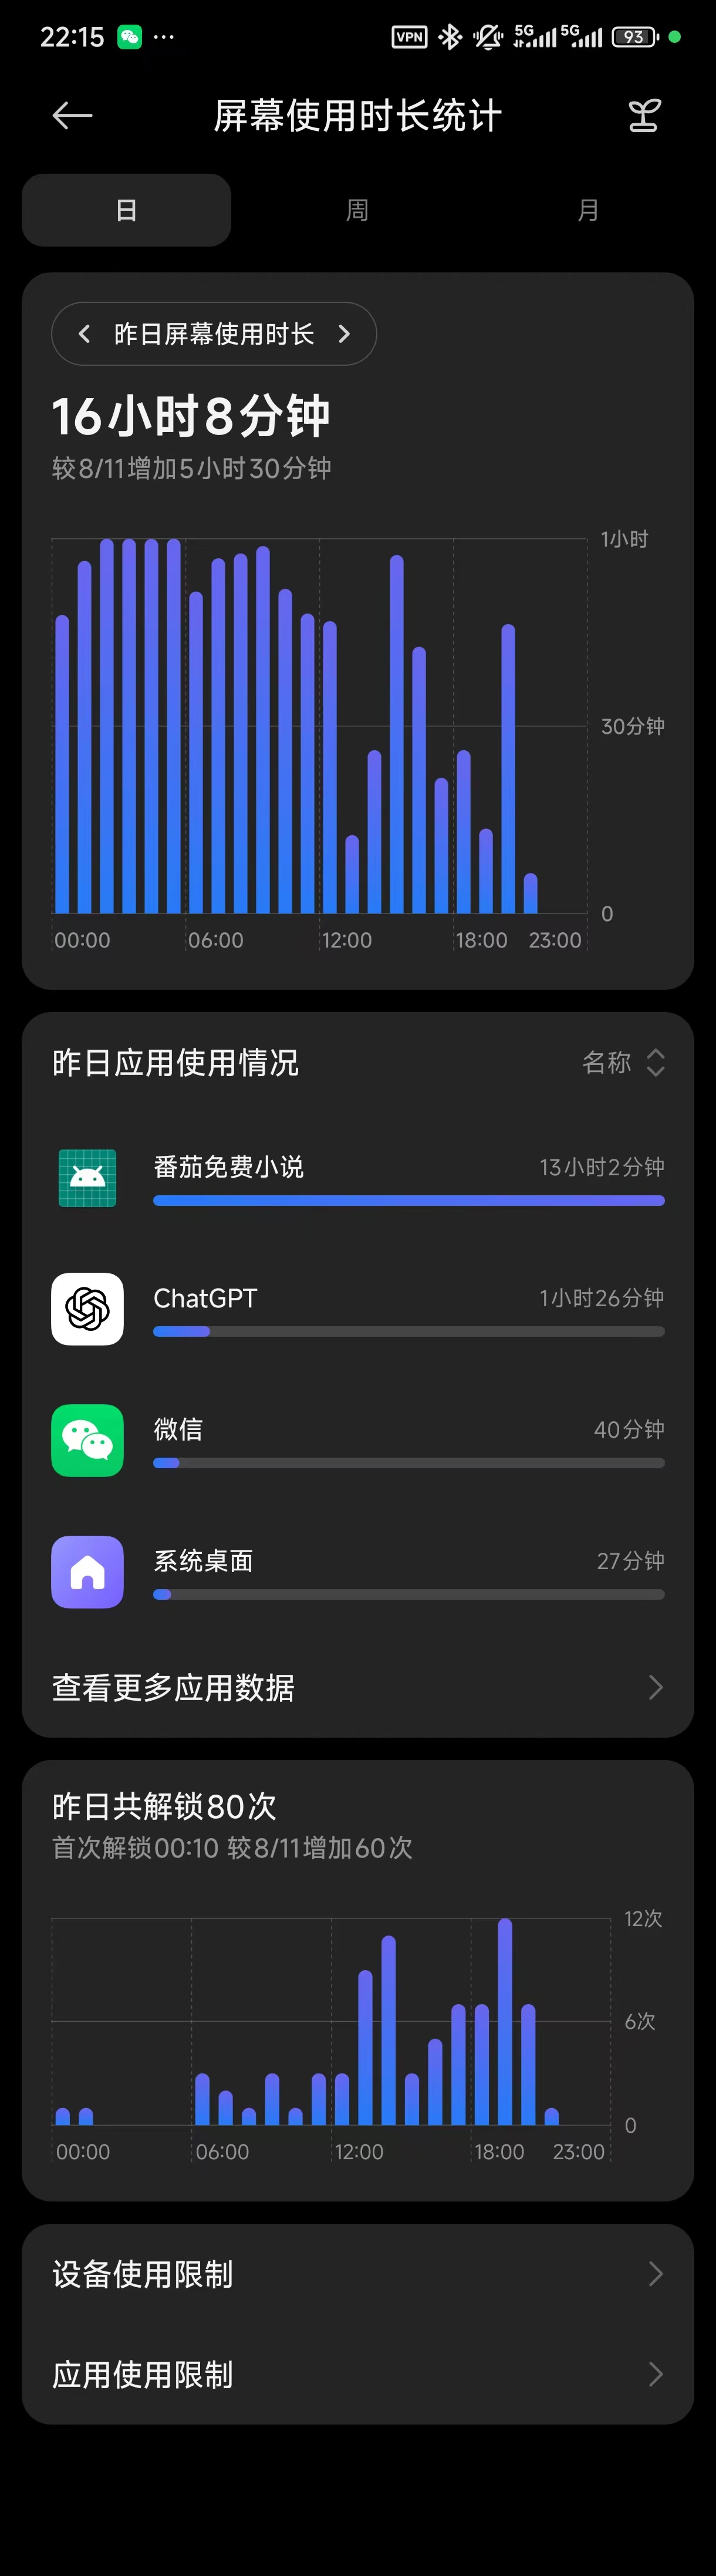 22:15 ... VPN 5G 5G 93
屏幕使用时长统计
日 周 月
昨日屏幕使用时长
16小时8分钟
较8/11增加5小时30分钟
1小时
30分钟
0
00:00 06:00 12:00 18:00 23:00
昨日应用使用情况 名称
番茄免费小说 13小时2分钟
ChatGPT 1小时26分钟
微信 40分钟
系统桌面 27分钟
查看更多应用数据
昨日共解锁80次
首次解锁00:10 较8/11增加60次
12次
6次
0
00:00 06:00 12:00 18:00 23:00
设备使用限制
应用使用限制